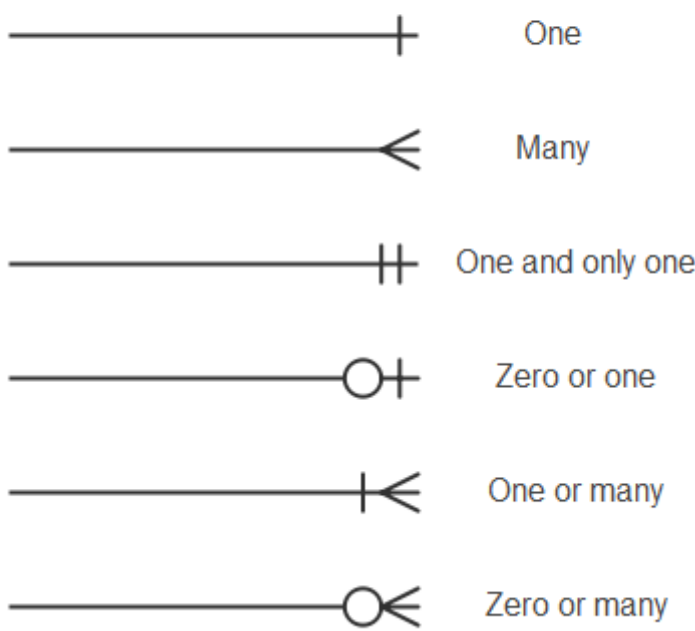 One
Many
One and only one
Zero or one
One or many
Zero or many